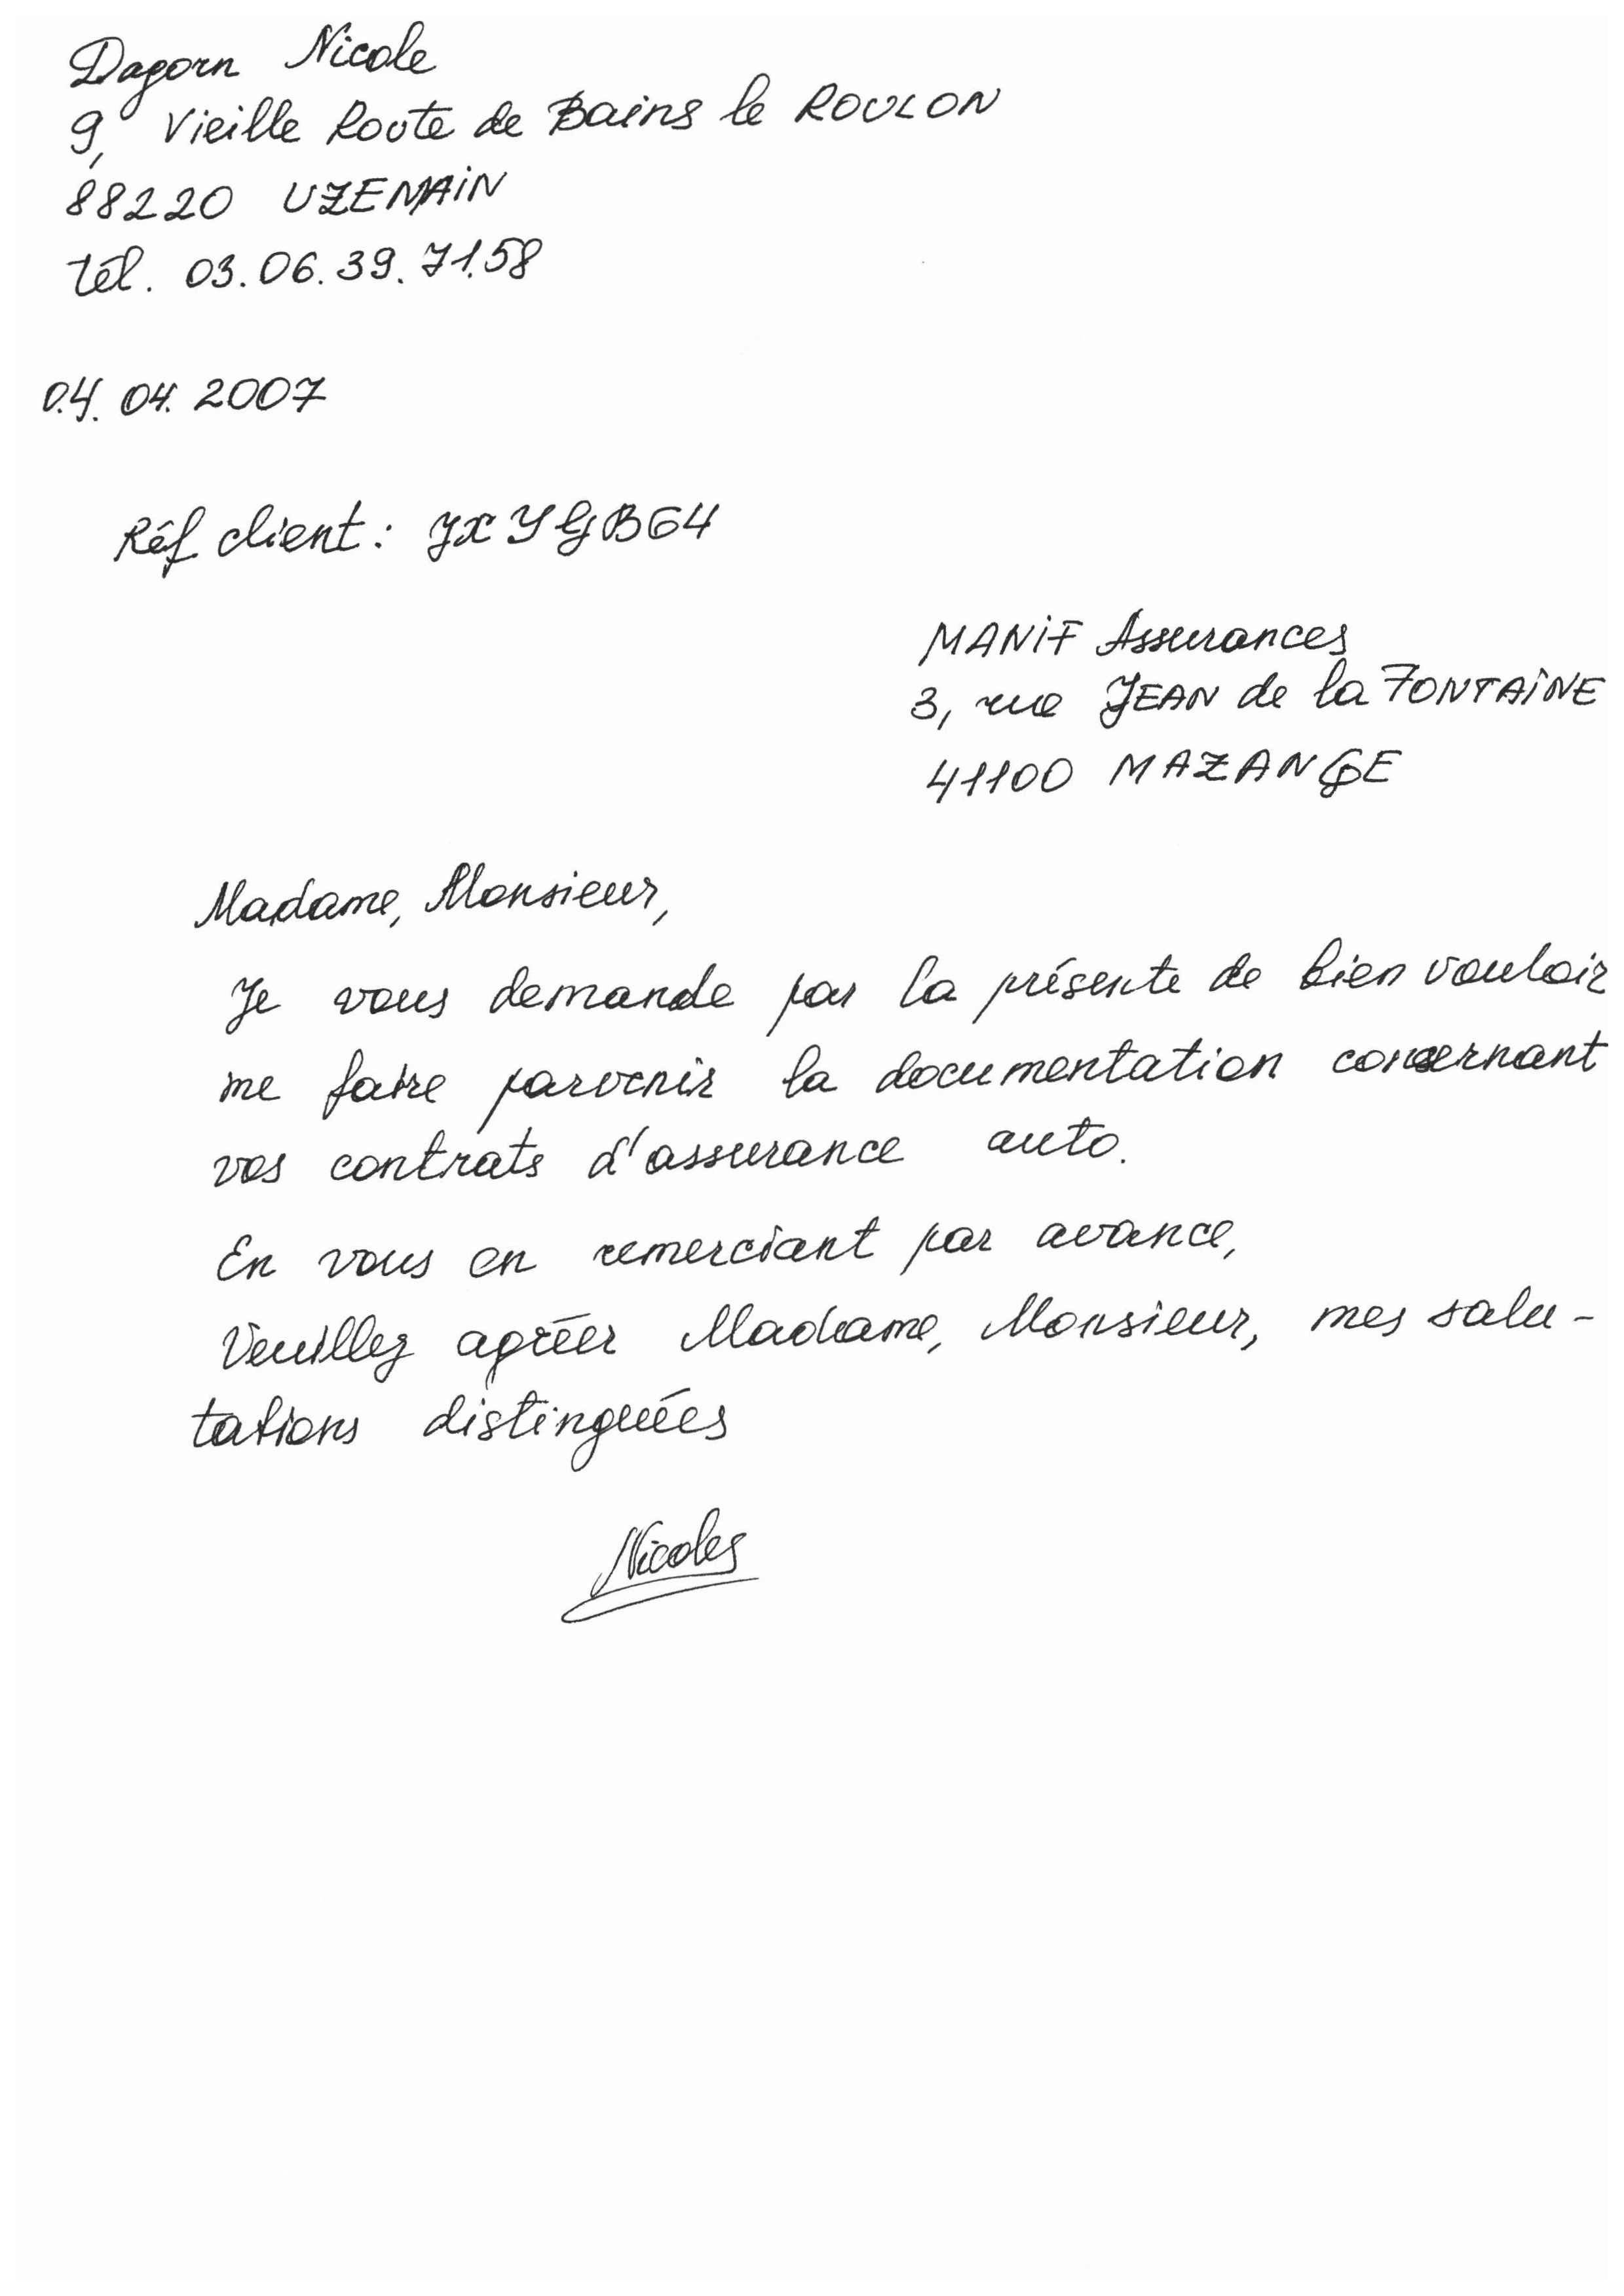 Dagorn Nicole
9, Vieille Route de Bains le ROULON
88220 UZEMAIN
tél. 03.06.39.71.58
04.04.2007
Réf client : JXYGB64
MANIF Assurances
3, rue JEAN de la FONTAINE
41100 MAZANGE
Madame, Monsieur,
Je vous demande par la présente de bien vouloir
me faire parvenir la documentation concernant
vos contrats d'assurance auto.
En vous en remerciant par avance,
Veuillez agréer Madame, Monsieur, mes salu-
tations distinguées
Nicoles